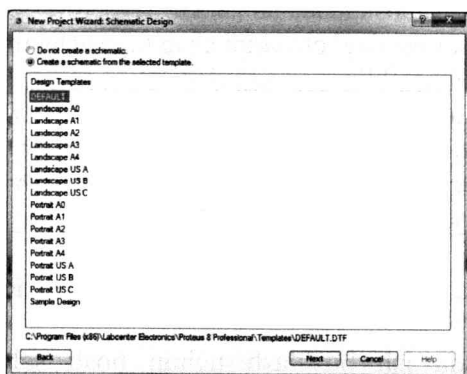 New Project Wizard: Schematic Design
Do not create a schematic.
Create a schematic from the selected template.
Design Templates
DEFAULT
Landscape A0
Landscape A1
Landscape A2
Landscape A3
Landscape A4
Landscape US A
Landscape US B
Landscape US C
Portrait A0
Portrait A1
Portrait A2
Portrait A3
Portrait A4
Portrait US A
Portrait US B
Portrait US C
Sample Design
C:\Program Files (x86)\Labcenter Electronics\Proteus 8 Professional\Templates\DEFAULT.DTF
Back Next Cancel Help